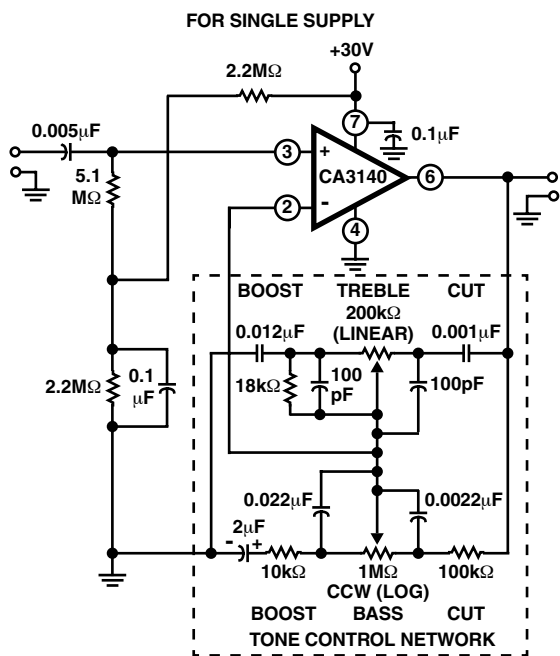 FOR SINGLE SUPPLY
+30V
2.2MΩ
7
0.1μF
0.005μF
3
+
CA3140
6
5.1
MΩ
2
-
4
BOOST TREBLE CUT
200kΩ
(LINEAR)
0.012μF
0.001μF
18kΩ
100
pF
100pF
2.2MΩ
0.1
μF
0.022μF
0.0022μF
- 2μF +
10kΩ
1MΩ
100kΩ
CCW (LOG)
BOOST BASS CUT
TONE CONTROL NETWORK